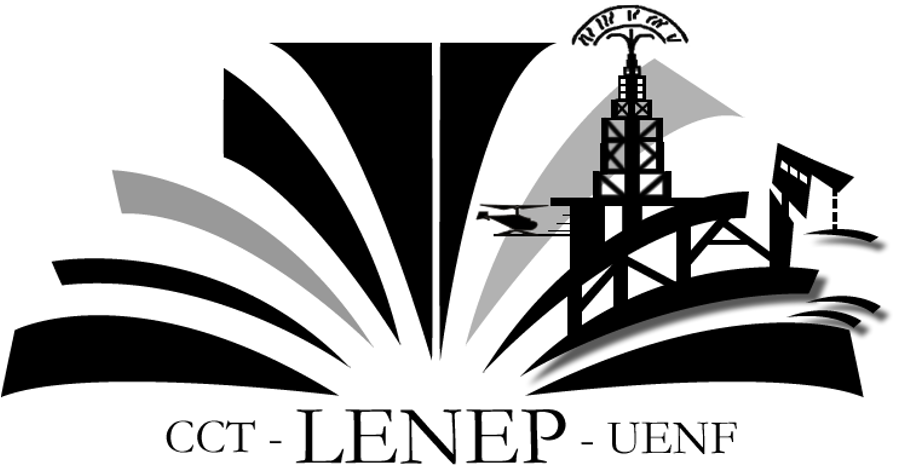 CCT - LENEP - UENF